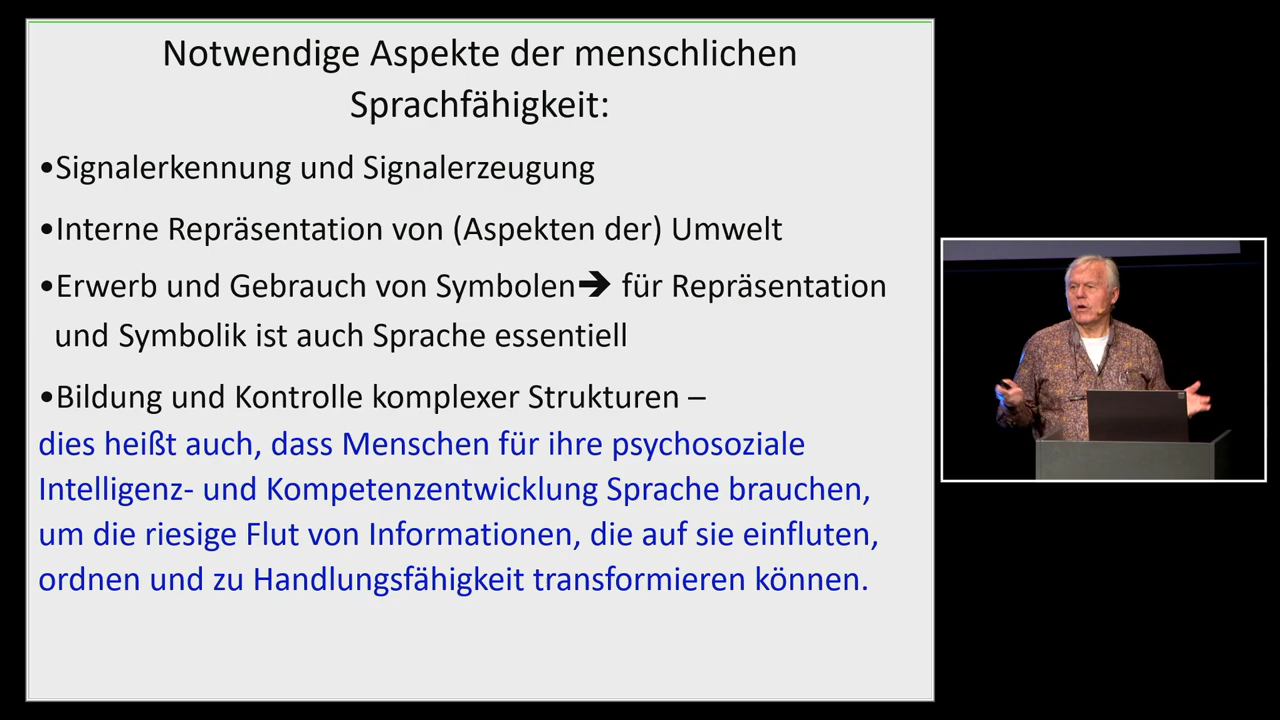 Notwendige Aspekte der menschlichen
Sprachfähigkeit:
•Signalerkennung und Signalerzeugung
•Interne Repräsentation von (Aspekten der) Umwelt
•Erwerb und Gebrauch von Symbolen➔ für Repräsentation
und Symbolik ist auch Sprache essentiell
•Bildung und Kontrolle komplexer Strukturen –
dies heißt auch, dass Menschen für ihre psychosoziale
Intelligenz- und Kompetenzentwicklung Sprache brauchen,
um die riesige Flut von Informationen, die auf sie einfluten,
ordnen und zu Handlungsfähigkeit transformieren können.